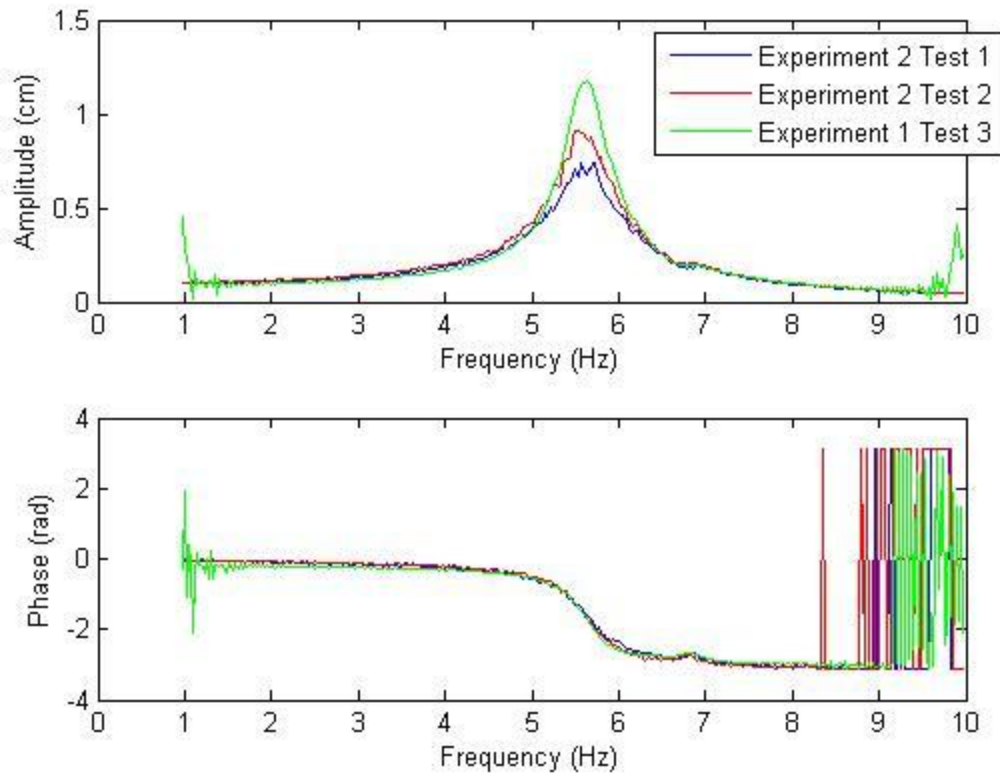 1.5
1
0.5
0
Amplitude (cm)
Experiment 2 Test 1
Experiment 2 Test 2
Experiment 1 Test 3
0 1 2 3 4 5 6 7 8 9 10
Frequency (Hz)
4
2
0
-2
-4
Phase (rad)
0 1 2 3 4 5 6 7 8 9 10
Frequency (Hz)